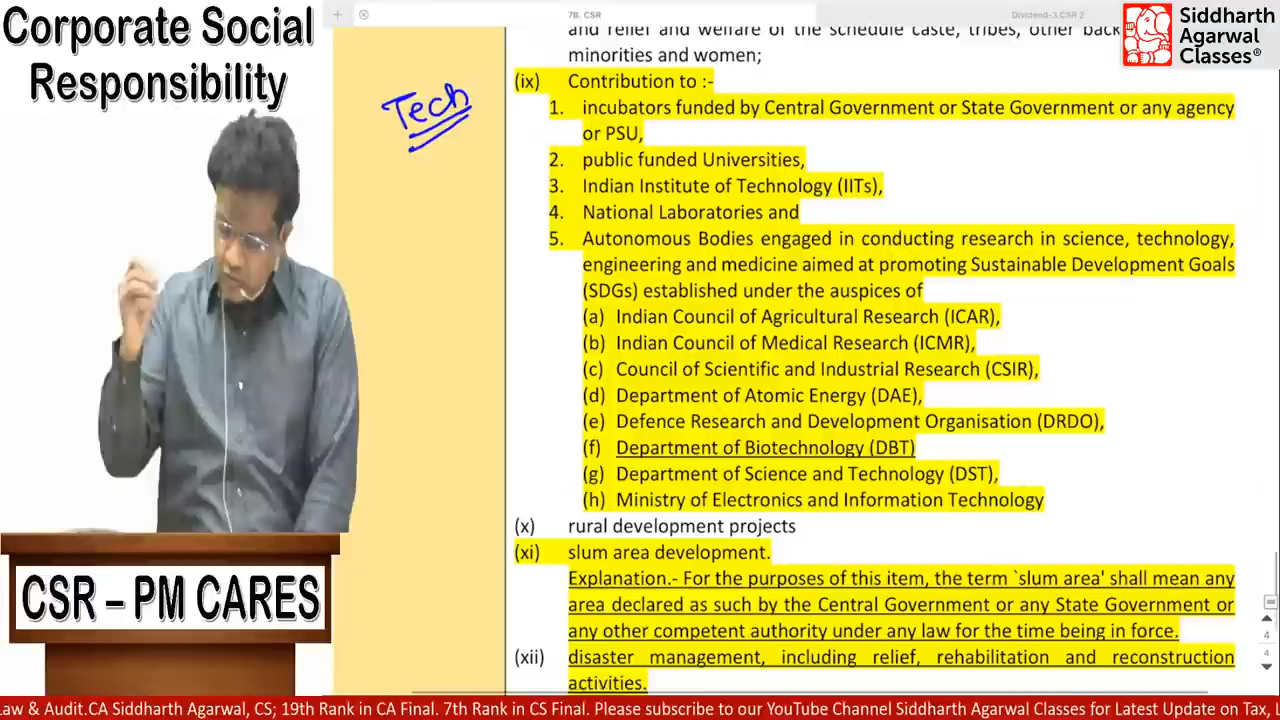 Corporate Social
Responsibility
CSR – PM CARES
7B. CSR
Dividend-3.CSR 2
Siddharth
Agarwal
Classes®
Tech
and relief and welfare of the schedule caste, tribes, other back
minorities and women;
(ix) Contribution to :-
1. incubators funded by Central Government or State Government or any agency
or PSU,
2. public funded Universities,
3. Indian Institute of Technology (IITs),
4. National Laboratories and
5. Autonomous Bodies engaged in conducting research in science, technology,
engineering and medicine aimed at promoting Sustainable Development Goals
(SDGs) established under the auspices of
(a) Indian Council of Agricultural Research (ICAR),
(b) Indian Council of Medical Research (ICMR),
(c) Council of Scientific and Industrial Research (CSIR),
(d) Department of Atomic Energy (DAE),
(e) Defence Research and Development Organisation (DRDO),
(f) Department of Biotechnology (DBT)
(g) Department of Science and Technology (DST),
(h) Ministry of Electronics and Information Technology
(x) rural development projects
(xi) slum area development.
Explanation.- For the purposes of this item, the term `slum area' shall mean any
area declared as such by the Central Government or any State Government or
any other competent authority under any law for the time being in force.
(xii) disaster management, including relief, rehabilitation and reconstruction
activities.
4
4
Law & Audit.CA Siddharth Agarwal, CS; 19th Rank in CA Final. 7th Rank in CS Final. Please subscribe to our YouTube Channel Siddharth Agarwal Classes for Latest Update on Tax, L